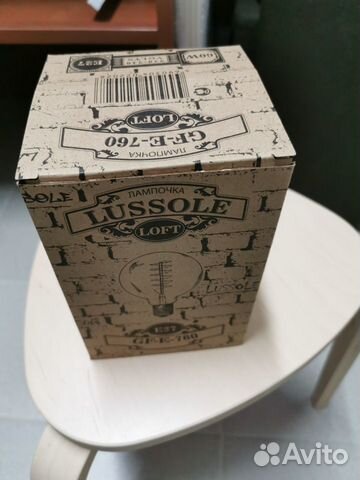 60W
E27
GF-E-760
LOFT
ЛАМПОЧКА
ЛАМПОЧКА
LUSSOLE
LOFT
LUSSOLE
E27
GF-E-760
Avito